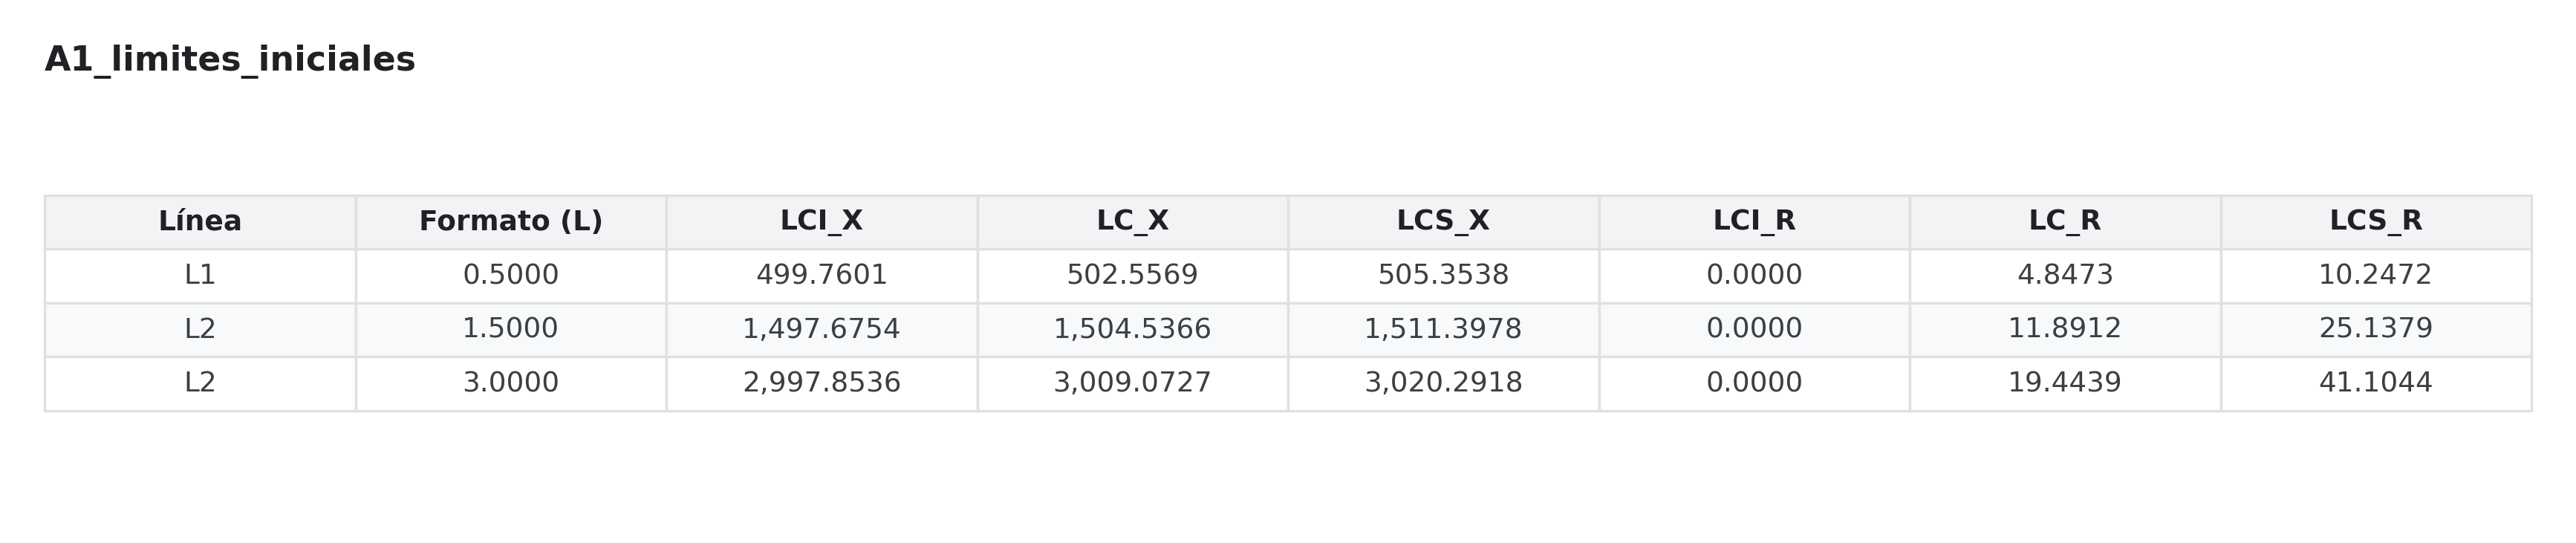 A1_limites_iniciales
Línea Formato (L) LCI_X LC_X LCS_X LCI_R LC_R LCS_R
L1 0.5000 499.7601 502.5569 505.3538 0.0000 4.8473 10.2472
L2 1.5000 1,497.6754 1,504.5366 1,511.3978 0.0000 11.8912 25.1379
L2 3.0000 2,997.8536 3,009.0727 3,020.2918 0.0000 19.4439 41.1044